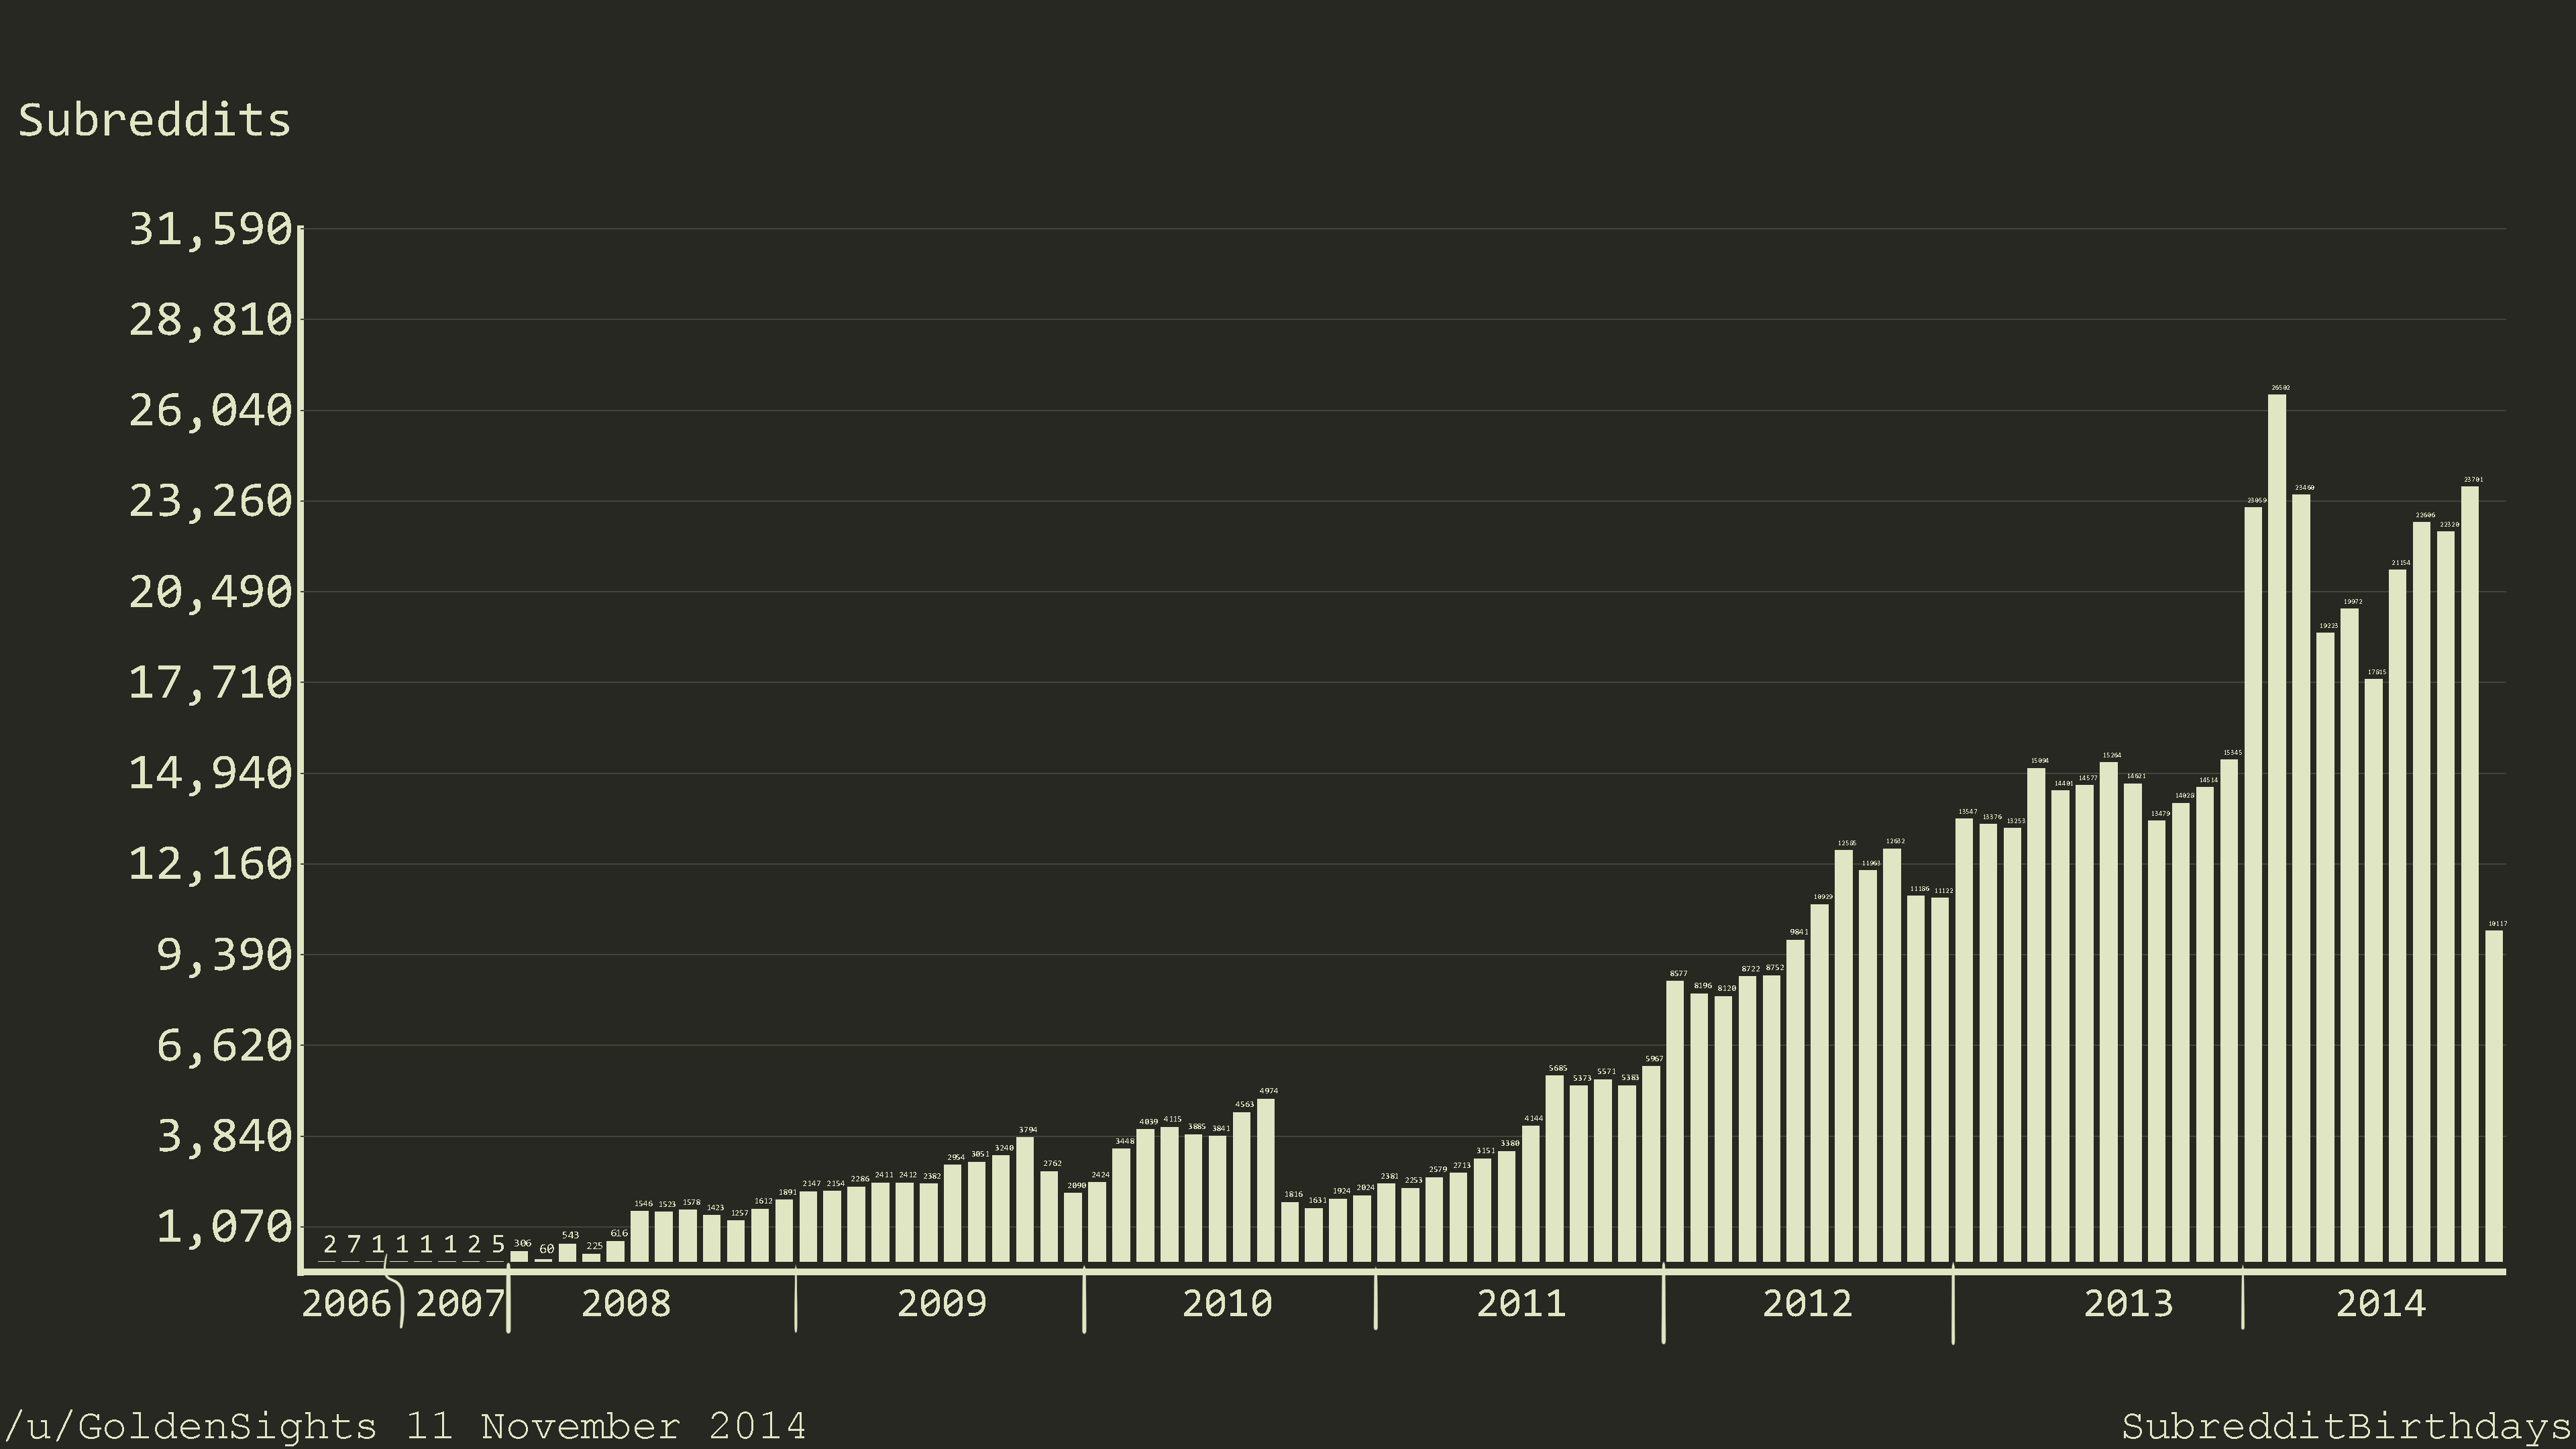 Subreddits
31,590
28,810
26,040
23,260
20,490
17,710
14,940
12,160
9,390
6,620
3,840
1,070
2 7 1 1 1 1 2 5 306 60 543 225 616 1546 1523 1578 1423 1257 1612 1891
2147 2154 2286 2411 2412 2382 2954 3051 3240 3794 2762 2090
2424 3448 4039 4115 3885 3841 4563 4974 1816 1631 1924 2024
2381 2253 2579 2713 3151 3380 4144 5685 5373 5571 5383 5967
8577 8196 8120 8722 8752 9841 10929 11963 12632 11186 11122
13547 13376 13253 15094 14401 14577 15264 14621 13479 14028 14514 15345
23059 26502 23460 19223 19972 17815 21154 22606 22320 23701 10117
2006 2007 2008 2009 2010 2011 2012 2013 2014
/u/GoldenSights 11 November 2014
SubredditBirthdays